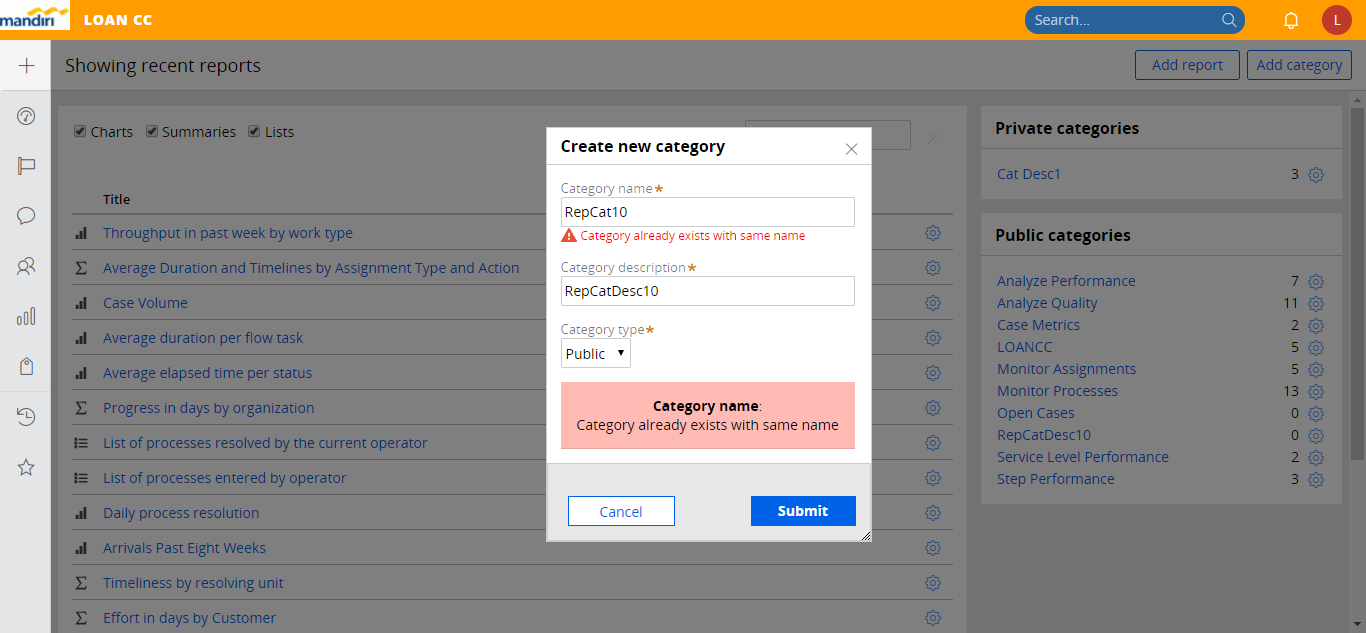 mandiri
LOAN CC
Search...
L
Showing recent reports
Add report
Add category
Charts
Summaries
Lists
Title
Throughput in past week by work type
Average Duration and Timelines by Assignment Type and Action
Case Volume
Average duration per flow task
Average elapsed time per status
Progress in days by organization
List of processes resolved by the current operator
List of processes entered by operator
Daily process resolution
Arrivals Past Eight Weeks
Timeliness by resolving unit
Effort in days by Customer
Create new category
Category name*
RepCat10
Category already exists with same name
Category description*
RepCatDesc10
Category type*
Public
Category name:
Category already exists with same name
Cancel
Submit
Private categories
Cat Desc1 3
Public categories
Analyze Performance 7
Analyze Quality 11
Case Metrics 2
LOANCC 5
Monitor Assignments 5
Monitor Processes 13
Open Cases 0
RepCatDesc10 0
Service Level Performance 2
Step Performance 3